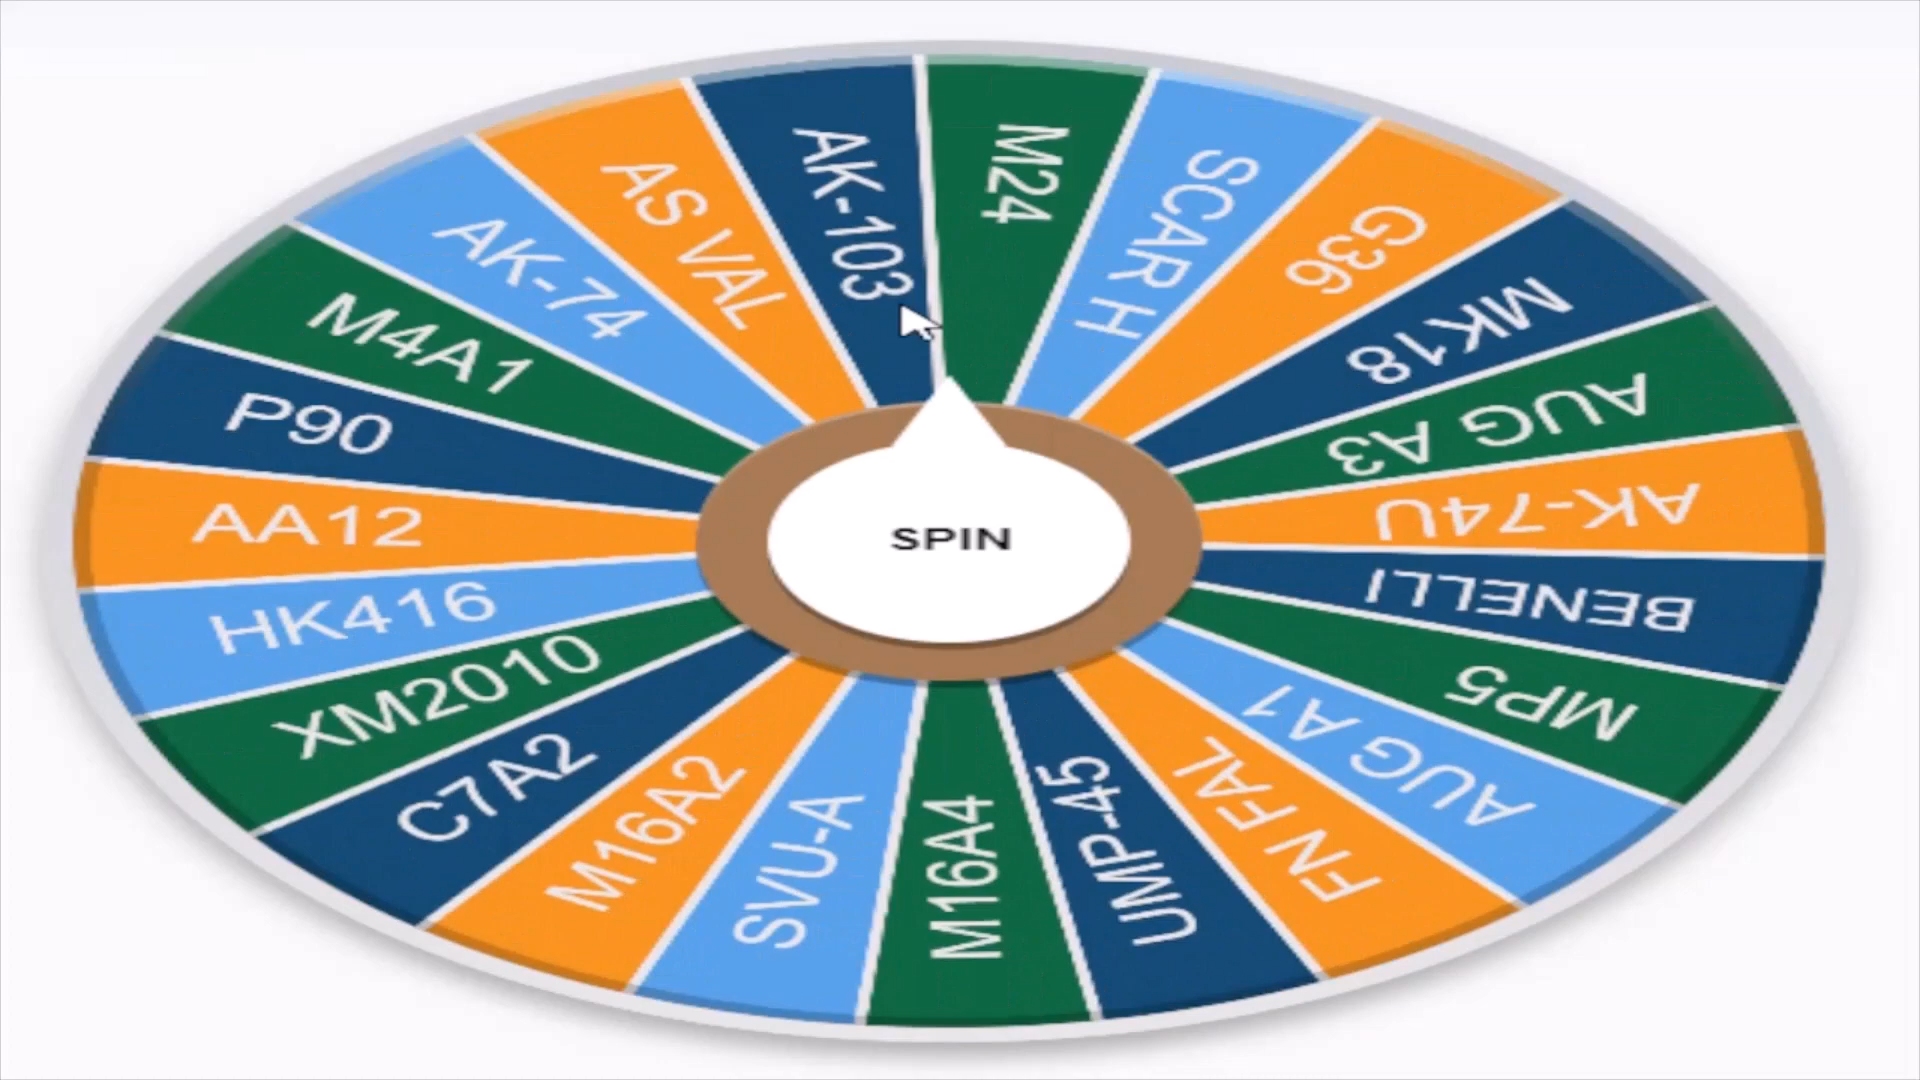 M24
SCAR H
G36
MK18
AUG A3
AK-74U
BENELLI
MP5
AUG A1
FN FAL
UMP-45
M16A4
SVU-A
M16A2
C7A2
XM2010
HK416
AA12
P90
M4A1
AK-74
AS VAL
AK-103
SPIN